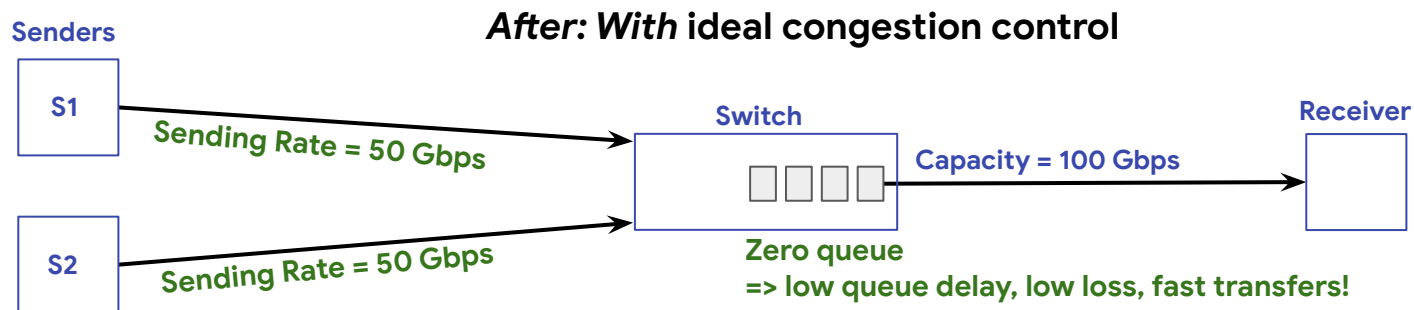 After: With ideal congestion control
Senders
S1
Sending Rate = 50 Gbps
S2
Sending Rate = 50 Gbps
Switch
Capacity = 100 Gbps
Receiver
Zero queue
=> low queue delay, low loss, fast transfers!